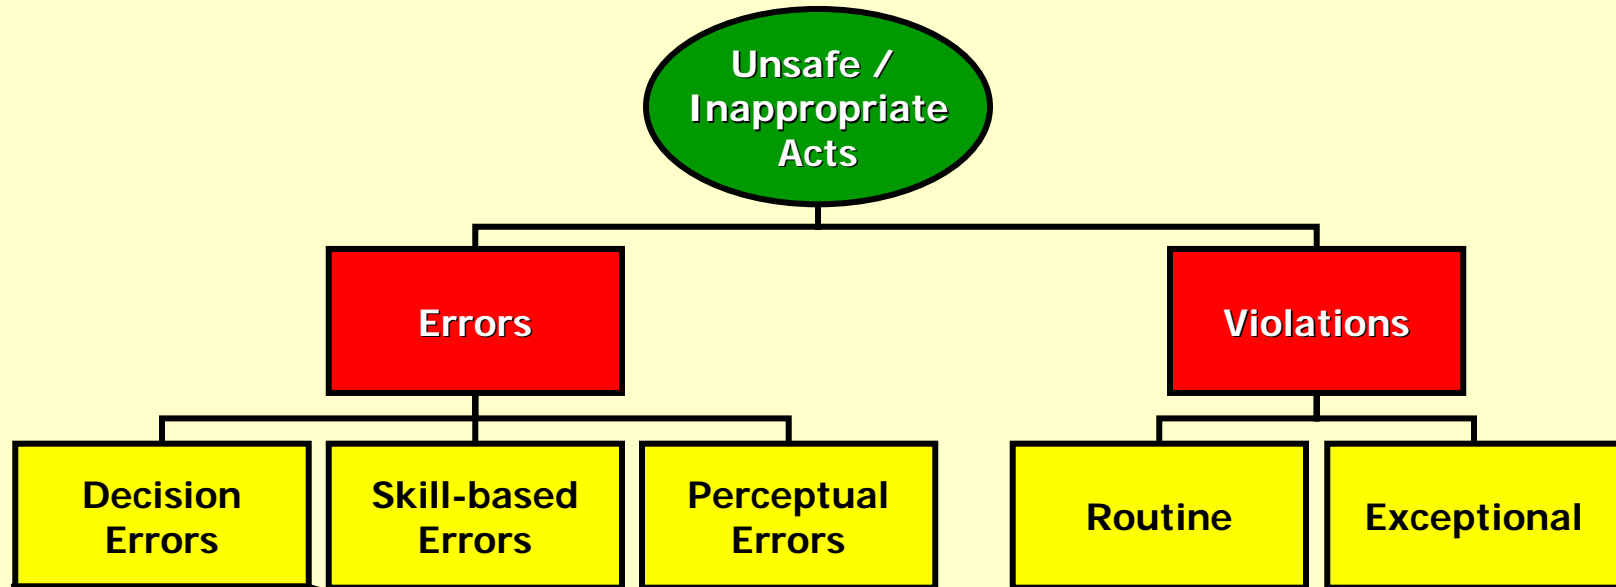 Unsafe /
Inappropriate
Acts
Errors
Violations
Decision
Errors
Skill-based
Errors
Perceptual
Errors
Routine
Exceptional